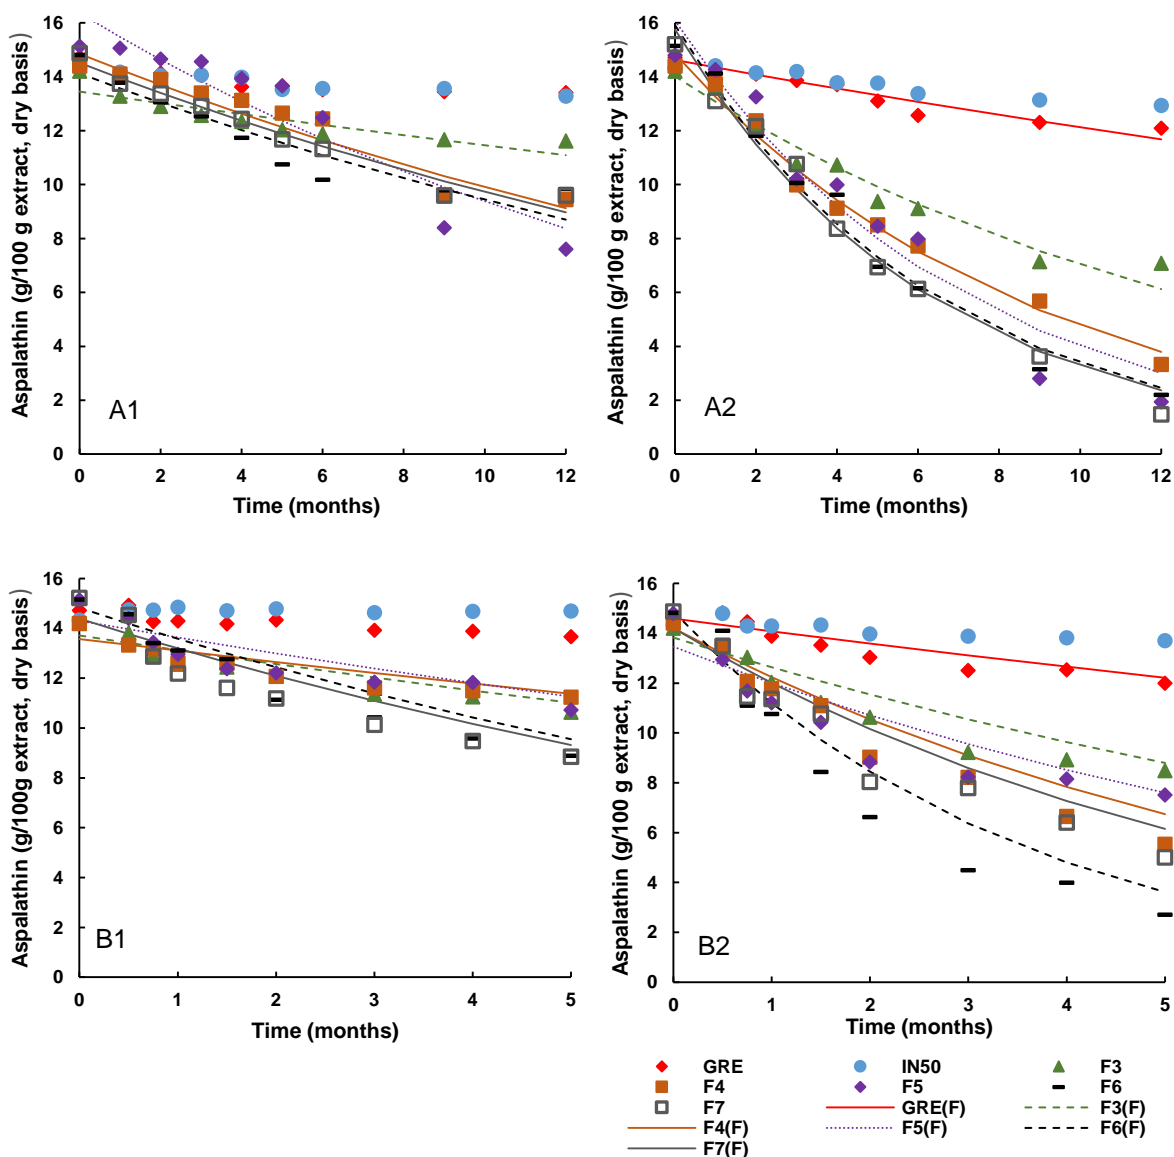 16
14
12
10
8
6
4
2
0
Aspalathin (g/100 g extract, dry basis)
A1
0 2 4 6 8 10 12
Time (months)
16
14
12
10
8
6
4
2
0
Aspalathin (g/100 g extract, dry basis)
A2
0 2 4 6 8 10 12
Time (months)
16
14
12
10
8
6
4
2
0
Aspalathin (g/100g extract, dry basis)
B1
0 1 2 3 4 5
Time (months)
16
14
12
10
8
6
4
2
0
Aspalathin (g/100 g extract, dry basis)
B2
0 1 2 3 4 5
Time (months)
GRE IN50 F3
F4 F5 F6
F7 GRE(F) F3(F)
F4(F) F5(F) F6(F)
F7(F)